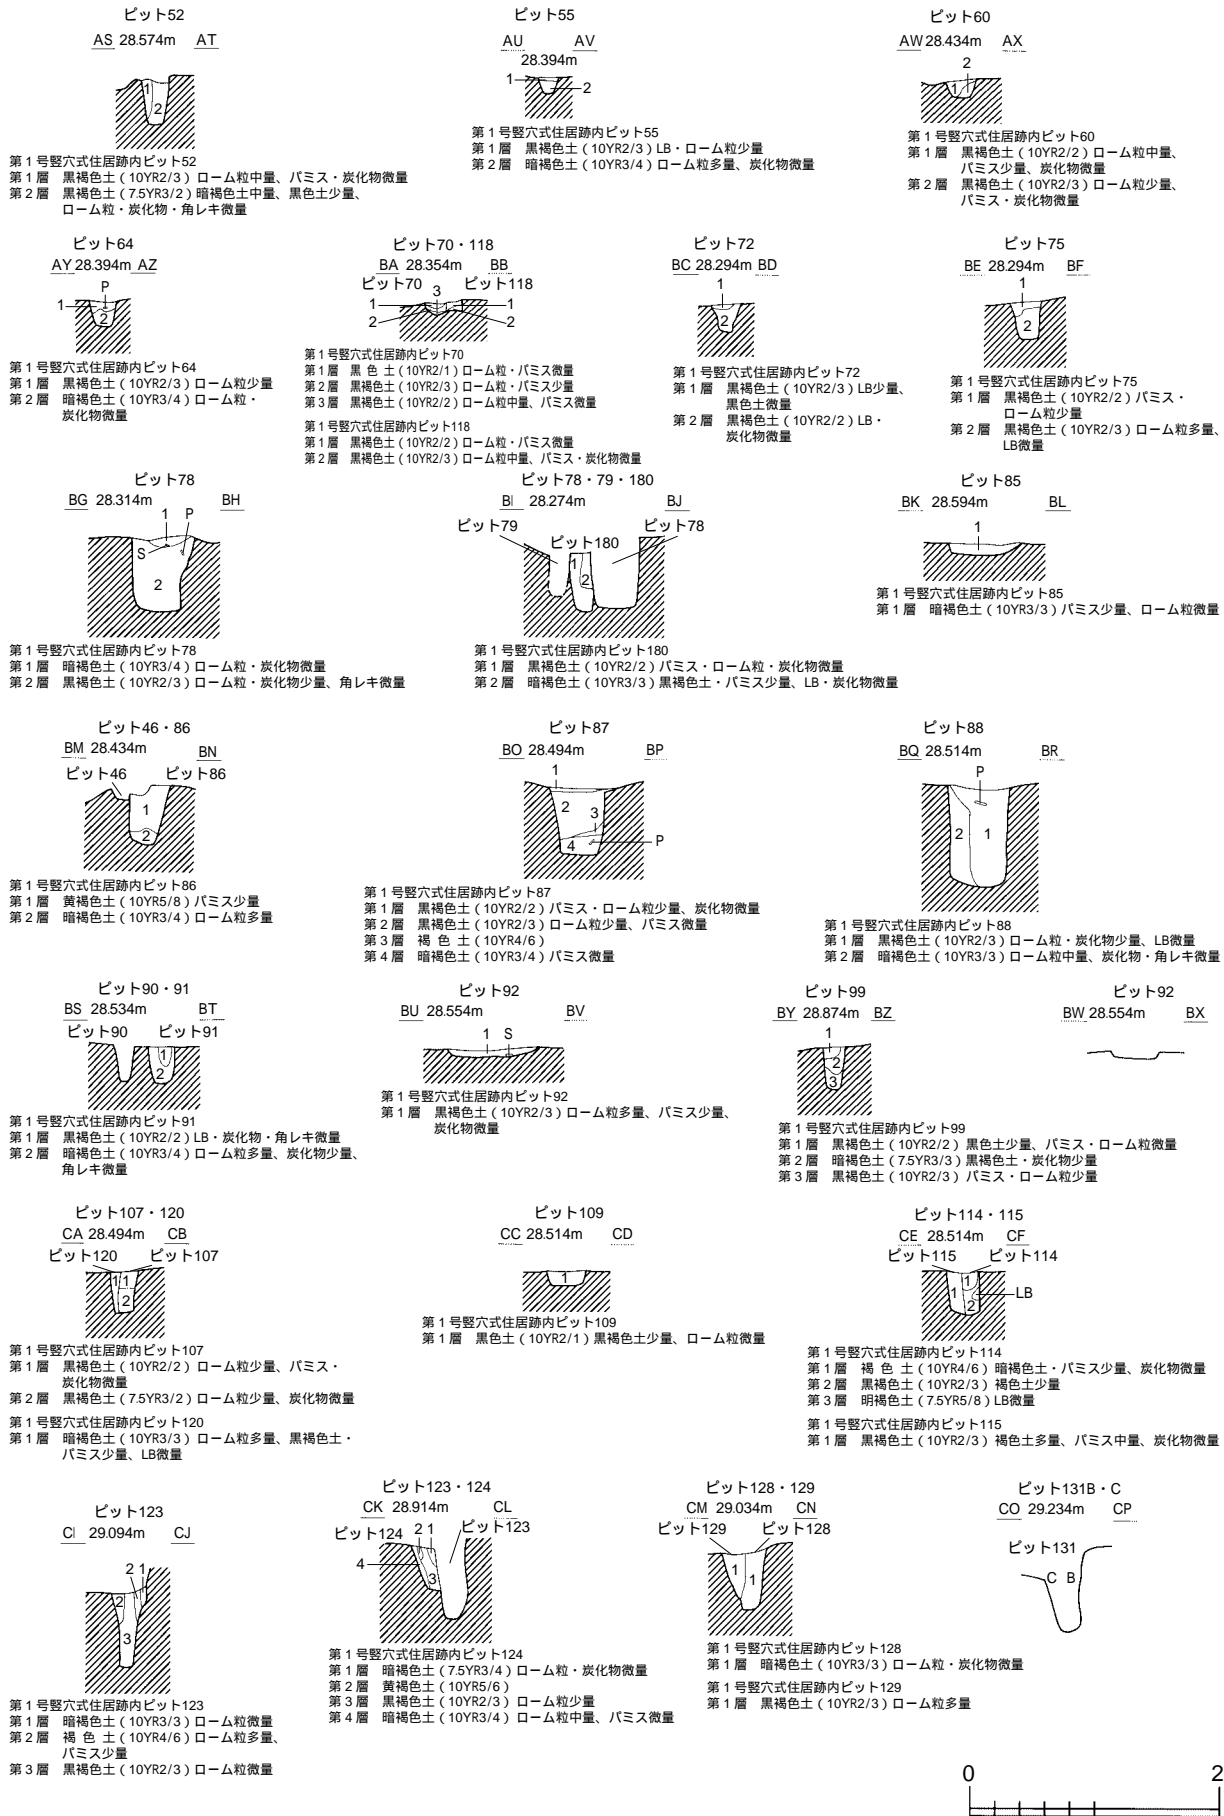 ピット52
AS 28.574m AT
1
2
第1号竪穴式住居跡内ピット52
第1層 黒褐色土(10YR2/3)ローム粒中量、パミス・炭化物微量
第2層 黒褐色土(7.5YR3/2)暗褐色土中量、黒色土少量、
ローム粒・炭化物・角レキ微量
ピット55
AU AV
28.394m
1
2
第1号竪穴式住居跡内ピット55
第1層 黒褐色土(10YR2/3)LB・ローム粒少量
第2層 暗褐色土(10YR3/4)ローム粒多量、炭化物微量
ピット60
AW 28.434m AX
2
1
第1号竪穴式住居跡内ピット60
第1層 黒褐色土(10YR2/2)ローム粒中量、
パミス少量、炭化物微量
第2層 黒褐色土(10YR2/3)ローム粒少量、
パミス・炭化物微量
ピット64
AY 28.394m AZ
P
1
2
第1号竪穴式住居跡内ピット64
第1層 黒褐色土(10YR2/3)ローム粒少量
第2層 暗褐色土(10YR3/4)ローム粒・
炭化物微量
ピット70・118
BA 28.354m BB
ピット70 3 ピット118
1 1
2 2
第1号竪穴式住居跡内ピット70
第1層 黒 色 土(10YR2/1)ローム粒・パミス微量
第2層 黒褐色土(10YR2/3)ローム粒・パミス少量
第3層 黒褐色土(10YR2/2)ローム粒中量、パミス微量
第1号竪穴式住居跡内ピット118
第1層 黒褐色土(10YR2/2)ローム粒・パミス微量
第2層 黒褐色土(10YR2/3)ローム粒中量、パミス・炭化物微量
ピット72
BC 28.294m BD
1
2
第1号竪穴式住居跡内ピット72
第1層 黒褐色土(10YR2/3)LB少量、
黒色土微量
第2層 黒褐色土(10YR2/2)LB・
炭化物微量
ピット75
BE 28.294m BF
1
2
第1号竪穴式住居跡内ピット75
第1層 黒褐色土(10YR2/2)パミス・
ローム粒少量
第2層 黒褐色土(10YR2/3)ローム粒多量、
LB微量
ピット78
BG 28.314m BH
1 P
S
2
第1号竪穴式住居跡内ピット78
第1層 暗褐色土(10YR3/4)ローム粒・炭化物微量
第2層 黒褐色土(10YR2/3)ローム粒・炭化物少量、角レキ微量
ピット78・79・180
BI 28.274m BJ
ピット79 ピット78
ピット180
1
2
第1号竪穴式住居跡内ピット180
第1層 黒褐色土(10YR2/2)パミス・ローム粒・炭化物微量
第2層 暗褐色土(10YR3/3)黒褐色土・パミス少量、LB・炭化物微量
ピット85
BK 28.594m BL
1
第1号竪穴式住居跡内ピット85
第1層 暗褐色土(10YR3/3)パミス少量、ローム粒微量
ピット46・86
BM 28.434m BN
ピット46 ピット86
1
2
第1号竪穴式住居跡内ピット86
第1層 黄褐色土(10YR5/8)パミス少量
第2層 暗褐色土(10YR3/4)ローム粒多量
ピット87
BO 28.494m BP
1
2
3
4 P
第1号竪穴式住居跡内ピット87
第1層 黒褐色土(10YR2/2)パミス・ローム粒少量、炭化物微量
第2層 黒褐色土(10YR2/3)ローム粒少量、パミス微量
第3層 褐 色 土(10YR4/6)
第4層 暗褐色土(10YR3/4)パミス微量
ピット88
BQ 28.514m BR
P
2 1
第1号竪穴式住居跡内ピット88
第1層 黒褐色土(10YR2/3)ローム粒・炭化物少量、LB微量
第2層 暗褐色土(10YR3/3)ローム粒中量、炭化物・角レキ微量
ピット90・91
BS 28.534m BT
ピット90 ピット91
1
2
第1号竪穴式住居跡内ピット91
第1層 黒褐色土(10YR2/2)LB・炭化物・角レキ微量
第2層 暗褐色土(10YR3/4)ローム粒多量、炭化物少量、
角レキ微量
ピット92
BU 28.554m BV
1 S
第1号竪穴式住居跡内ピット92
第1層 黒褐色土(10YR2/3)ローム粒多量、パミス少量、
炭化物微量
ピット99
BY 28.874m BZ
1
2
3
第1号竪穴式住居跡内ピット99
第1層 黒褐色土(10YR2/2)黒色土少量、パミス・ローム粒微量
第2層 暗褐色土(7.5YR3/3)黒褐色土・炭化物少量
第3層 黒褐色土(10YR2/3)パミス・ローム粒少量
ピット92
BW 28.554m BX
ピット107・120
CA 28.494m CB
ピット120 ピット107
1 1
2
第1号竪穴式住居跡内ピット107
第1層 黒褐色土(10YR2/2)ローム粒少量、パミス・
炭化物微量
第2層 黒褐色土(7.5YR3/2)ローム粒少量、炭化物微量
第1号竪穴式住居跡内ピット120
第1層 暗褐色土(10YR3/3)ローム粒多量、黒褐色土・
パミス少量、LB微量
ピット109
CC 28.514m CD
1
第1号竪穴式住居跡内ピット109
第1層 黒色土(10YR2/1)黒褐色土少量、ローム粒微量
ピット114・115
CE 28.514m CF
ピット115 ピット114
1
1 LB
2
第1号竪穴式住居跡内ピット114
第1層 褐 色 土(10YR4/6)暗褐色土・パミス少量、炭化物微量
第2層 黒褐色土(10YR2/3)褐色土少量
第3層 明褐色土(7.5YR5/8)LB微量
第1号竪穴式住居跡内ピット115
第1層 黒褐色土(10YR2/3)褐色土多量、パミス中量、炭化物微量
ピット123
CI 29.094m CJ
2 1
2
3
第1号竪穴式住居跡内ピット123
第1層 暗褐色土(10YR3/3)ローム粒微量
第2層 褐 色 土(10YR4/6)ローム粒多量、
パミス少量
第3層 黒褐色土(10YR2/3)ローム粒微量
ピット123・124
CK 28.914m CL
ピット124 2 1 ピット123
4
3
第1号竪穴式住居跡内ピット124
第1層 暗褐色土(7.5YR3/4)ローム粒・炭化物微量
第2層 黄褐色土(10YR5/6)
第3層 黒褐色土(10YR2/3)ローム粒少量
第4層 暗褐色土(10YR3/4)ローム粒中量、パミス微量
ピット128・129
CM 29.034m CN
ピット129 ピット128
1 1
第1号竪穴式住居跡内ピット128
第1層 暗褐色土(10YR3/3)ローム粒・炭化物微量
第1号竪穴式住居跡内ピット129
第1層 黒褐色土(10YR2/3)ローム粒多量
ピット131B・C
CO 29.234m CP
ピット131
C B
0 2